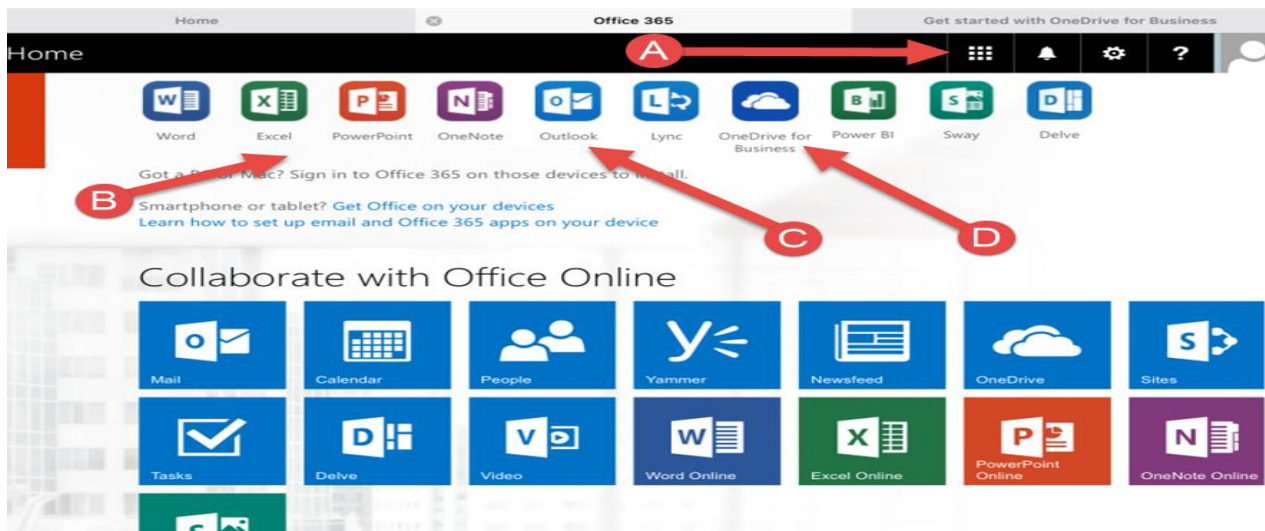 Home
Office 365
Get started with OneDrive for Business
Home
A
?
W
X
P
N
O
L
B
S
D
Word
Excel
PowerPoint
OneNote
Outlook
Lync
OneDrive for
Business
Power BI
Sway
Delve
B
Got a or Mac? Sign in to Office 365 on those devices to
Smartphone or tablet? Get Office on your devices
Learn how to set up email and Office 365 apps on your device
C
D
Collaborate with Office Online
O
Y
S
Mail
Calendar
People
Yammer
Newsfeed
OneDrive
Sites
D
V
W
X
P
N
Tasks
Delve
Video
Word Online
Excel Online
PowerPoint
Online
OneNote Online